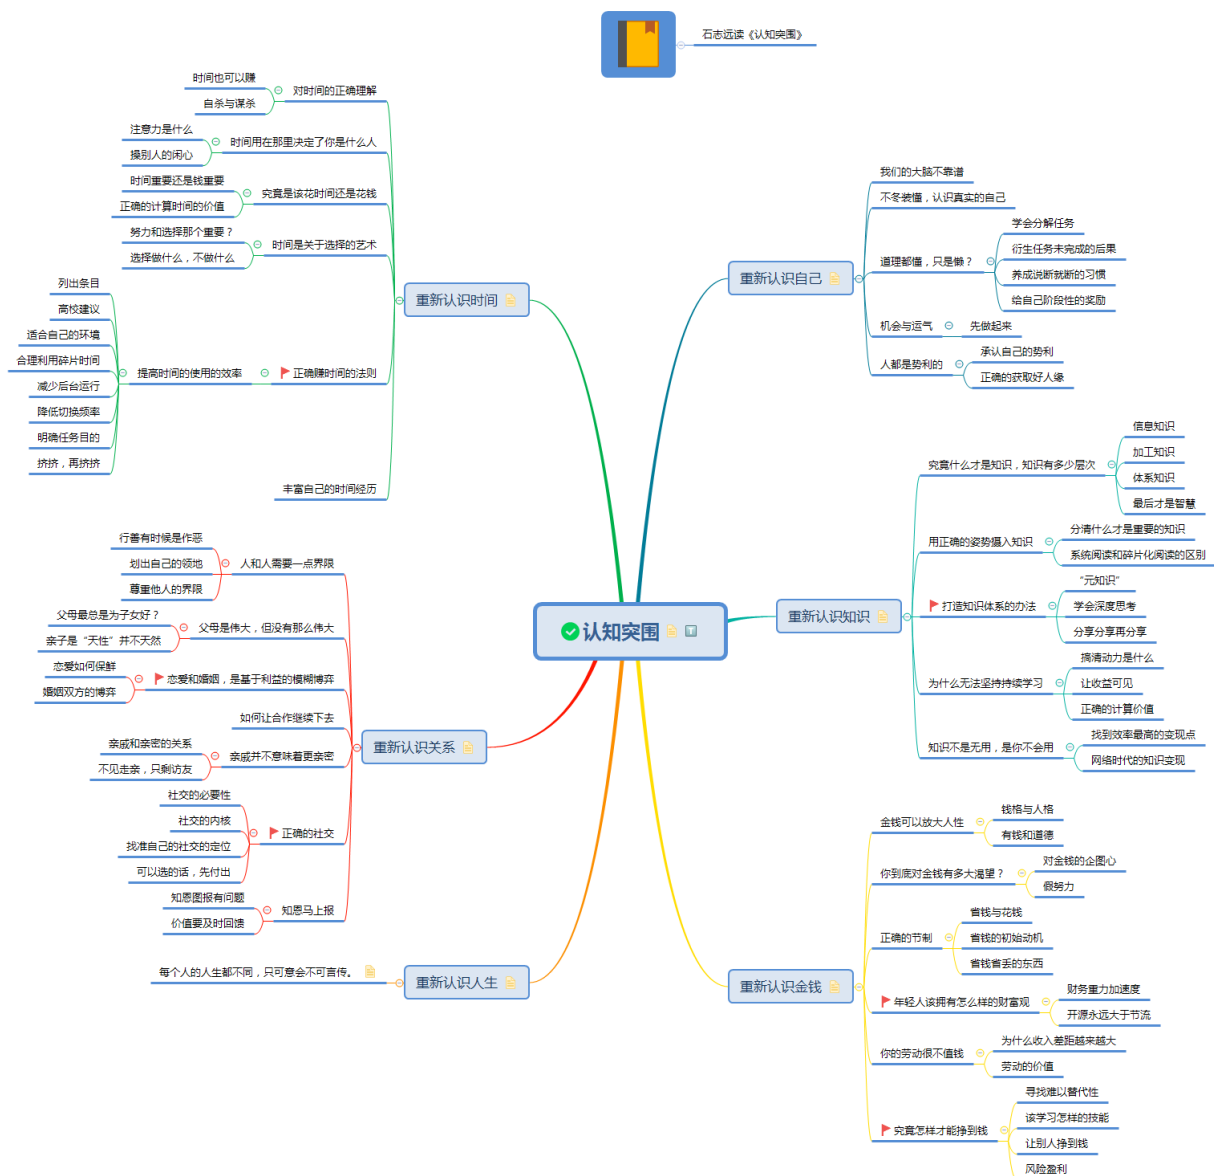 石志远读《认知突围》
认知突围
重新认识自己
我们的大脑不靠谱
不冬装懂，认识真实的自己
道理都懂，只是懒？
学会分解任务
衍生任务未完成的后果
养成说断就断的习惯
给自己阶段性的奖励
机会与运气
先做起来
人都是势利的
承认自己的势利
正确的获取好人缘
重新认识知识
究竟什么才是知识，知识有多少层次
信息知识
加工知识
体系知识
最后才是智慧
用正确的姿势摄入知识
分清什么才是重要的知识
系统阅读和碎片化阅读的区别
打造知识体系的办法
“元知识”
学会深度思考
分享分享再分享
为什么无法坚持持续学习
搞清动力是什么
让收益可见
正确的计算价值
知识不是无用，是你不会用
找到效率最高的变现点
网络时代的知识变现
重新认识金钱
金钱可以放大人性
钱格与人格
有钱和道德
你到底对金钱有多大渴望？
对金钱的企图心
假努力
正确的节制
省钱与花钱
省钱的初始动机
省钱省丢的东西
年轻人该拥有怎么样的财富观
财务重力加速度
开源永远大于节流
你的劳动很不值钱
为什么收入差距越来越大
劳动的价值
究竟怎样才能挣到钱
寻找难以替代性
该学习怎样的技能
让别人挣到钱
风险盈利
重新认识时间
对时间的正确理解
时间也可以赚
自杀与谋杀
时间用在那里决定了你是什么人
注意力是什么
操别人的闲心
究竟是该花时间还是花钱
时间重要还是钱重要
正确的计算时间的价值
时间是关于选择的艺术
努力和选择那个重要？
选择做什么，不做什么
正确赚时间的法则
提高时间的使用的效率
列出条目
高校建议
适合自己的环境
合理利用碎片时间
减少后台运行
降低切换频率
明确任务目的
挤挤，再挤挤
丰富自己的时间经历
重新认识关系
人和人需要一点界限
行善有时候是作恶
划出自己的领地
尊重他人的界限
父母是伟大，但没有那么伟大
父母最总是为子女好？
亲子是“天性”并不天然
恋爱和婚姻，是基于利益的模糊博弈
恋爱如何保鲜
婚姻双方的博弈
如何让合作继续下去
亲戚并不意味着更亲密
亲戚和亲密的关系
不见走亲，只剩访友
正确的社交
社交的必要性
社交的内核
找准自己的社交的定位
可以选的话，先付出
知恩马上报
知恩图报有问题
价值要及时回馈
重新认识人生
每个人的人生都不同，只可意会不可言传。